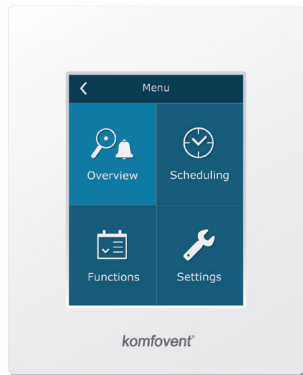 Menu
Overview
Scheduling
Functions
Settings
komfovent®